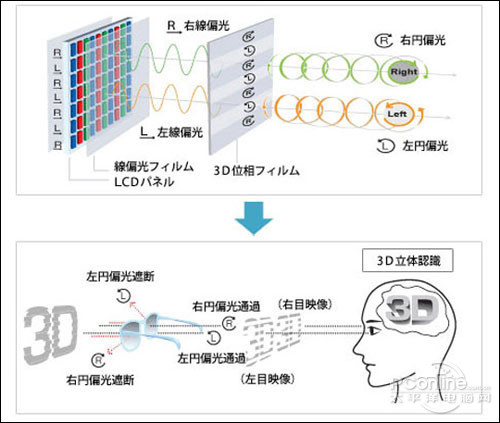 R 右線偏光
R 右円偏光
R
L
R
L
R
L
R
R
L
R
L
R
L
R
Right
Left
L 左線偏光
L 左円偏光
線偏光フィルム
LCDパネル
3D位相フィルム
3D立体認識
左円偏光遮断
L
右円偏光通過
R
(右目映像)
3D
3D
3D
L
左円偏光通過
R
右円偏光遮断
(左目映像)
PConline
太平洋电脑网